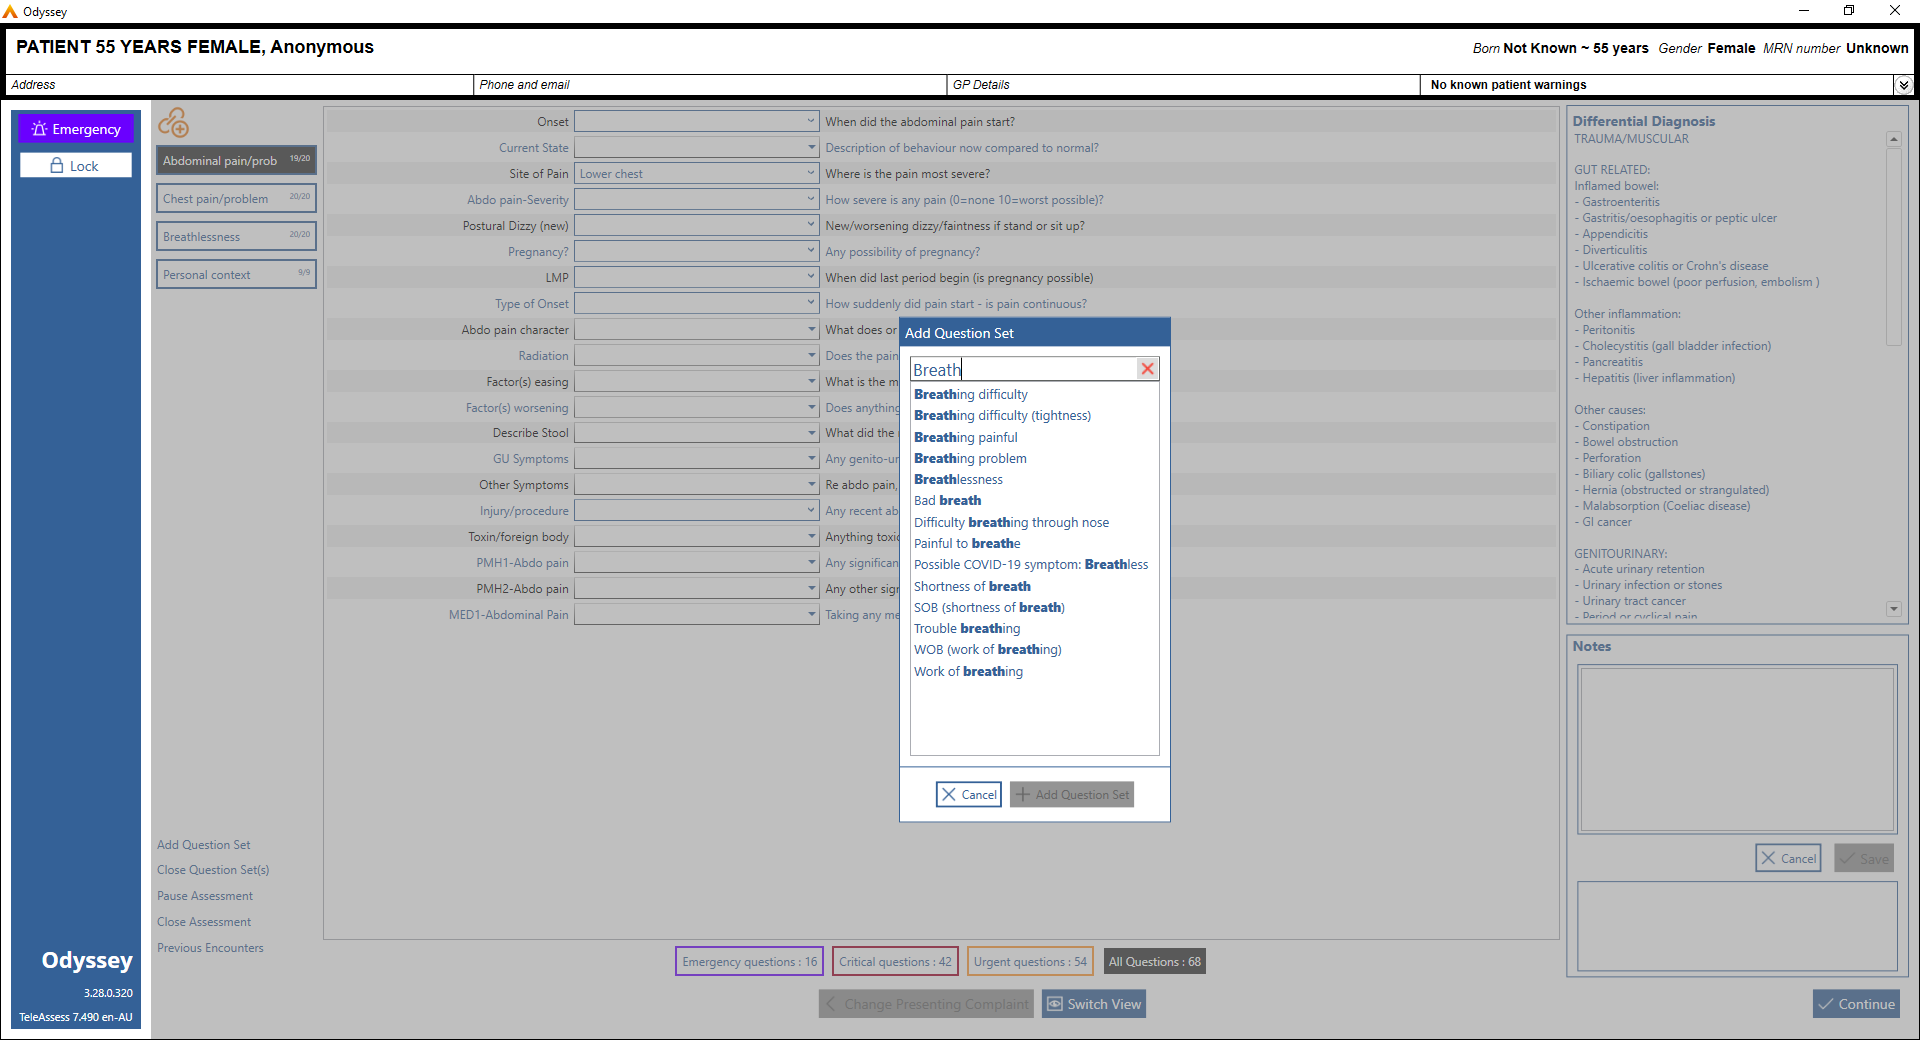 Odyssey
PATIENT 55 YEARS FEMALE, Anonymous
Born Not Known ~ 55 years Gender Female MRN number Unknown
Address
Phone and email
GP Details
No known patient warnings
Emergency
Lock
Abdominal pain/prob 19/20
Chest pain/problem 20/20
Breathlessness 20/20
Personal context 9/9
Onset When did the abdominal pain start?
Current State Description of behaviour now compared to normal?
Site of Pain Lower chest Where is the pain most severe?
Abdo pain-Severity How severe is any pain (0=none 10=worst possible)?
Postural Dizzy (new) New/worsening dizzy/faintness if stand or sit up?
Pregnancy? Any possibility of pregnancy?
LMP When did last period begin (is pregnancy possible)
Type of Onset How suddenly did pain start - is pain continuous?
Abdo pain character What does or
Radiation Does the pain
Factor(s) easing What is the m
Factor(s) worsening Does anything
Describe Stool What did the
GU Symptoms Any genito-ur
Other Symptoms Re abdo pain,
Injury/procedure Any recent ab
Toxin/foreign body Anything toxic
PMH1-Abdo pain Any significan
PMH2-Abdo pain Any other sig
MED1-Abdominal Pain Taking any me
Add Question Set
Breath
Breathing difficulty
Breathing difficulty (tightness)
Breathing painful
Breathing problem
Breathlessness
Bad breath
Difficulty breathing through nose
Painful to breathe
Possible COVID-19 symptom: Breathless
Shortness of breath
SOB (shortness of breath)
Trouble breathing
WOB (work of breathing)
Work of breathing
Cancel
Add Question Set
Differential Diagnosis
TRAUMA/MUSCULAR
GUT RELATED:
Inflamed bowel:
- Gastroenteritis
- Gastritis/oesophagitis or peptic ulcer
- Appendicitis
- Diverticulitis
- Ulcerative colitis or Crohn's disease
- Ischaemic bowel (poor perfusion, embolism )
Other inflammation:
- Peritonitis
- Cholecystitis (gall bladder infection)
- Pancreatitis
- Hepatitis (liver inflammation)
Other causes:
- Constipation
- Bowel obstruction
- Perforation
- Biliary colic (gallstones)
- Hernia (obstructed or strangulated)
- Malabsorption (Coeliac disease)
- GI cancer
GENITOURINARY:
- Acute urinary retention
- Urinary infection or stones
- Urinary tract cancer
- Period or cyclical pain
Notes
Cancel
Save
Add Question Set
Close Question Set(s)
Pause Assessment
Close Assessment
Previous Encounters
Odyssey
3.28.0.320
TeleAssess 7.490 en-AU
Emergency questions : 16
Critical questions : 42
Urgent questions : 54
All Questions : 68
Change Presenting Complaint
Switch View
Continue